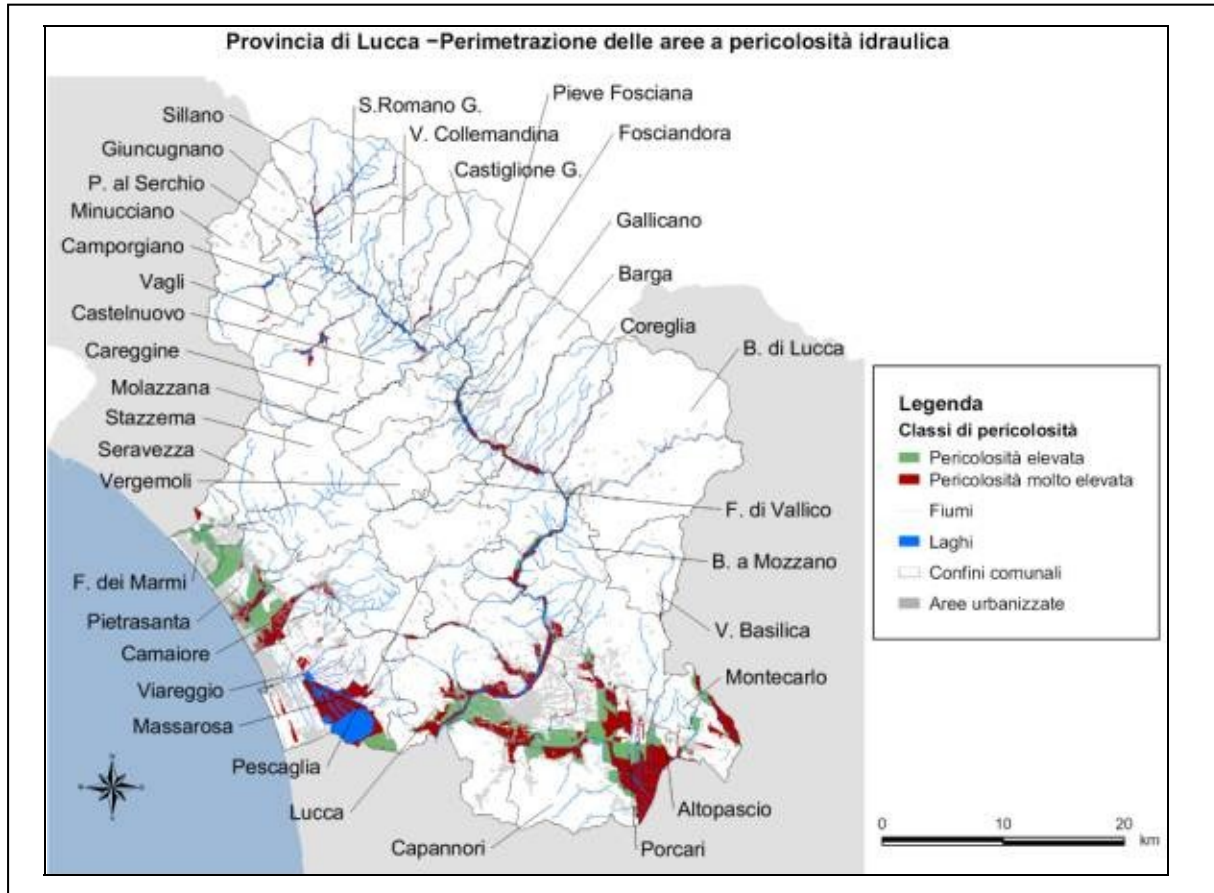 Provincia di Lucca −Perimetrazione delle aree a pericolosità idraulica
Pieve Fosciana
S.Romano G.
Sillano
V. Collemandina
Fosciandora
Giuncugnano
Castiglione G.
P. al Serchio
Minucciano
Gallicano
Camporgiano
Barga
Vagli
Castelnuovo
Coreglia
Careggine
B. di Lucca
Molazzana
Stazzema
Seravezza
Vergemoli
F. di Vallico
B. a Mozzano
F. dei Marmi
Pietrasanta
V. Basilica
Camaiore
Montecarlo
Viareggio
Massarosa
Pescaglia
Lucca
Altopascio
Capannori
Porcari
Legenda
Classi di pericolosità
Pericolosità elevata
Pericolosità molto elevata
Fiumi
Laghi
Confini comunali
Aree urbanizzate
0 10 20
km